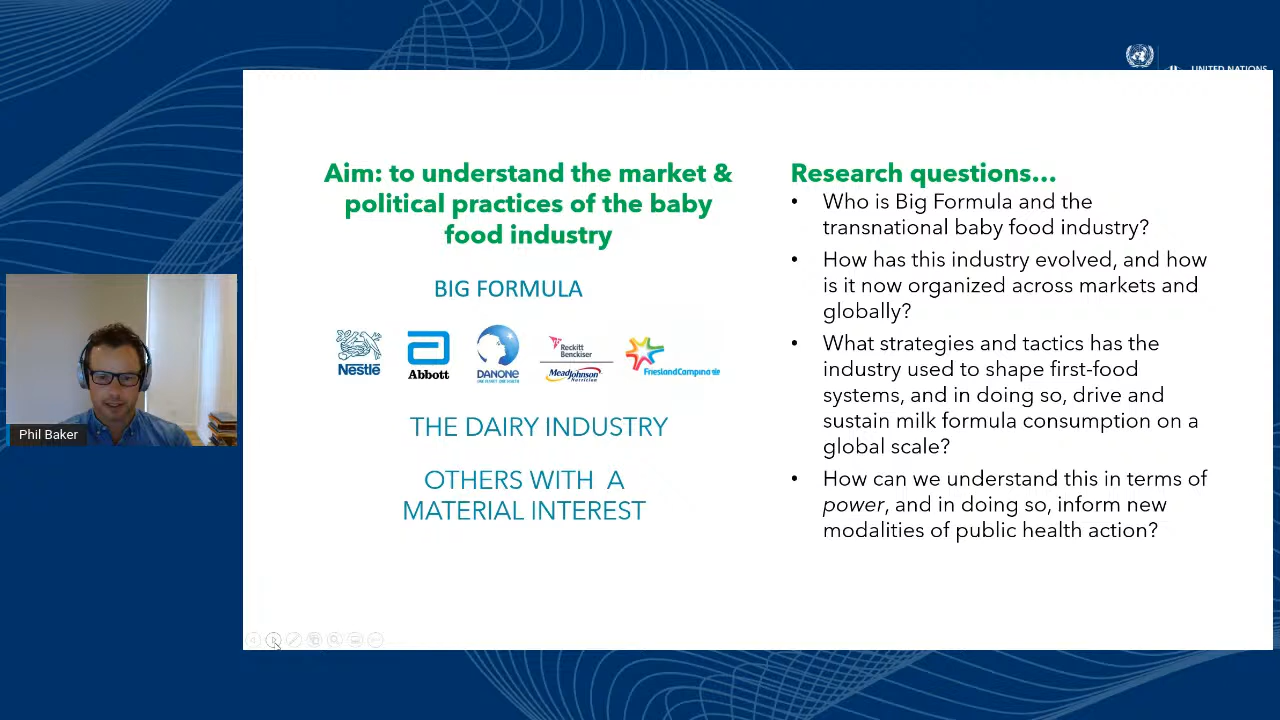 UNITED NATIONS
Aim: to understand the market &
political practices of the baby
food industry
BIG FORMULA
Nestlē
Abbott
DANONE
Reckitt
Benckiser
MeadJohnson
Nutrition
FrieslandCampina
THE DAIRY INDUSTRY
OTHERS WITH A
MATERIAL INTEREST
Research questions…
• Who is Big Formula and the
transnational baby food industry?
• How has this industry evolved, and how
is it now organized across markets and
globally?
• What strategies and tactics has the
industry used to shape first-food
systems, and in doing so, drive and
sustain milk formula consumption on a
global scale?
• How can we understand this in terms of
power, and in doing so, inform new
modalities of public health action?
Phil Baker